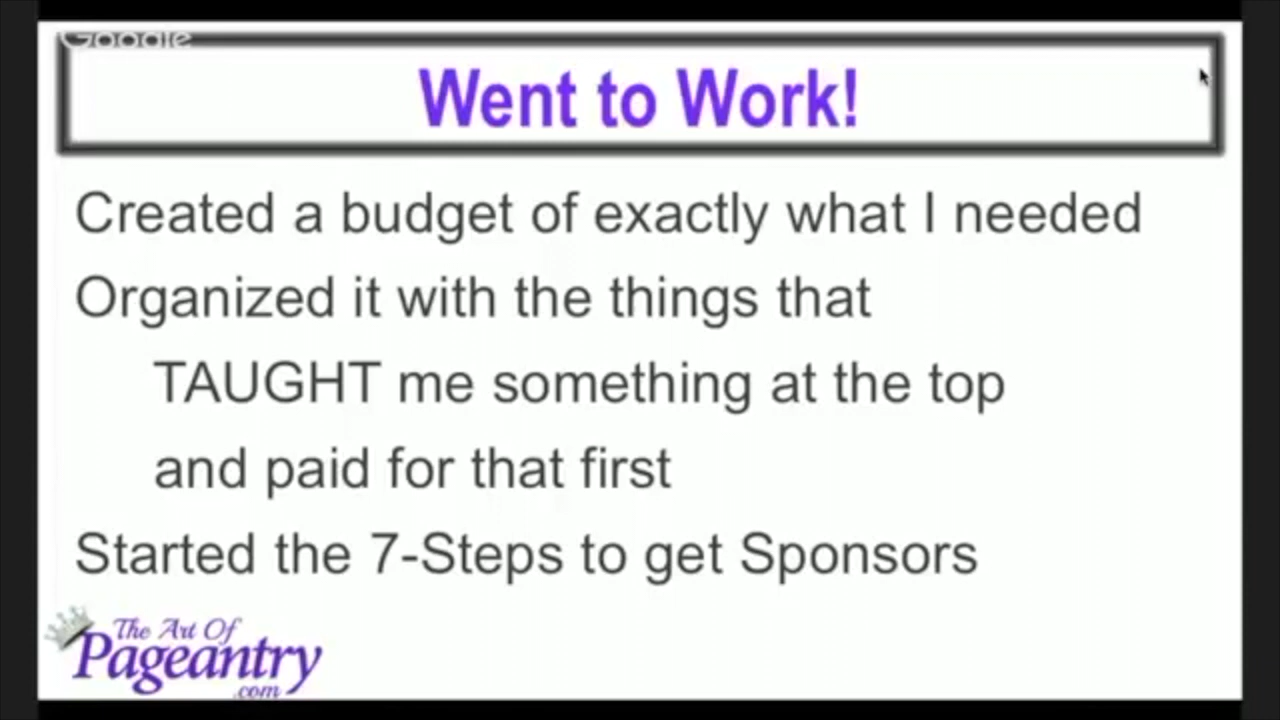 Google
Went to Work!
Created a budget of exactly what I needed
Organized it with the things that
TAUGHT me something at the top
and paid for that first
Started the 7-Steps to get Sponsors
The Art Of
Pageantry
.com